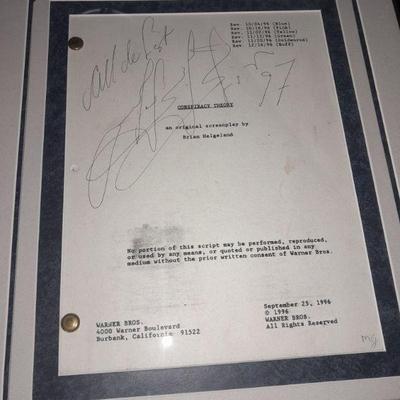 Rev. 10/04/96 (Blue)
Rev. 10/16/96 (Pink)
Rev. 11/02/96 (Yellow)
Rev. 11/12/96 (Green)
Rev. 11/20/96 (Goldenrod)
Rev. 12/16/96 (Buff)
All de Best
97
CONSPIRACY THEORY
an original screenplay by
Brian Helgeland
No portion of this script may be performed, reproduced,
or used by any means, or quoted or published in any
medium without the prior written consent of Warner Bros.
WARNER BROS.
4000 Warner Boulevard
Burbank, California 91522
September 25, 1996
© 1996
WARNER BROS.
All Rights Reserved